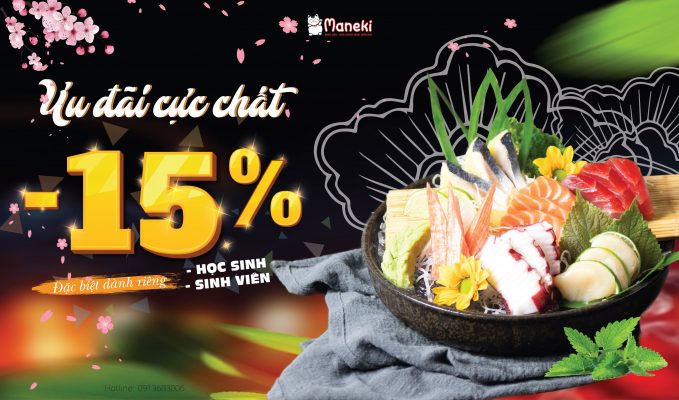 Maneki
Ưu đãi cực chất
-15%
Đặc biệt dành riêng
- HỌC SINH
- SINH VIÊN
Hotline: 0913683006